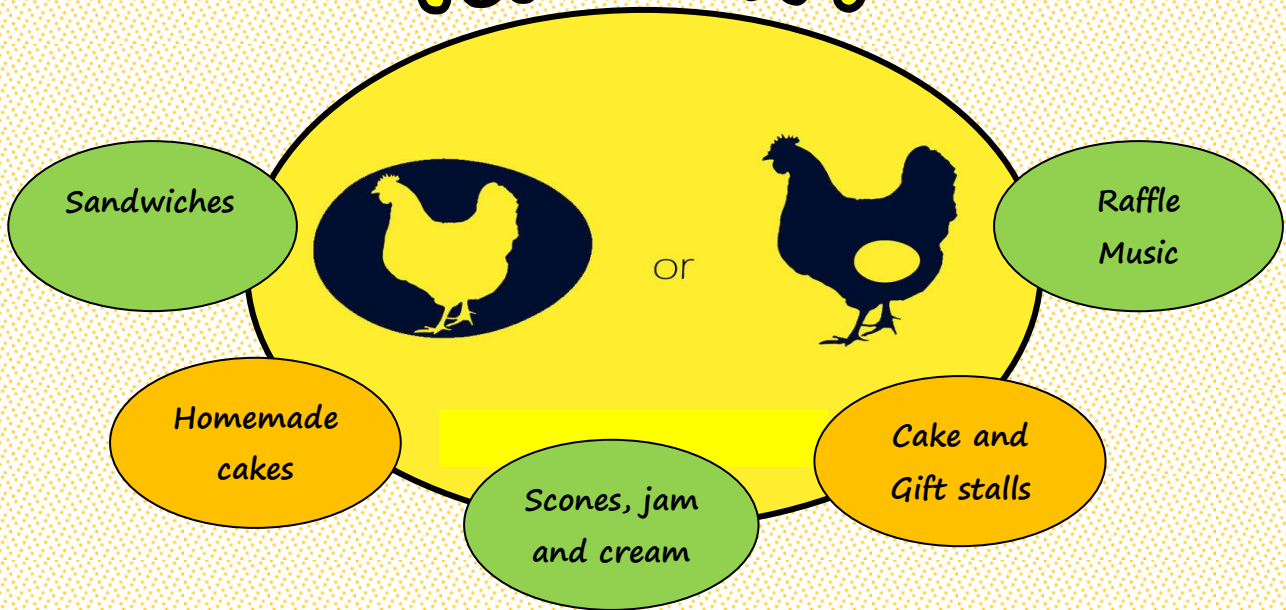 Sandwiches
or
Raffle
Music
Homemade
cakes
Scones, jam
and cream
Cake and
Gift stalls